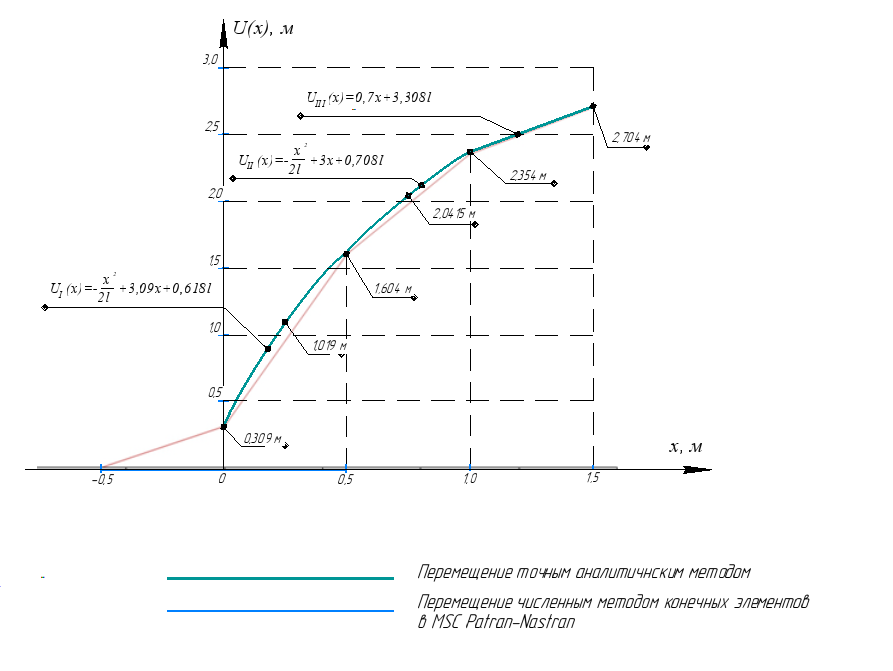 U(x), м
3,0
U III (x)=0,7x+3,308l
2,5
2,704 м
U II (x)=-x²/2l+3x+0,708l
2,354 м
2,0
2,0415 м
1,5
U I (x)=-x²/2l+3,09x+0,618l
1,604 м
1,0
1,019 м
0,5
0,309 м
x, м
-0,5
0
0,5
1,0
1,5
Перемещение точным аналитичнским методом
Перемещение численным методом конечных элементов
в MSC Patran-Nastran